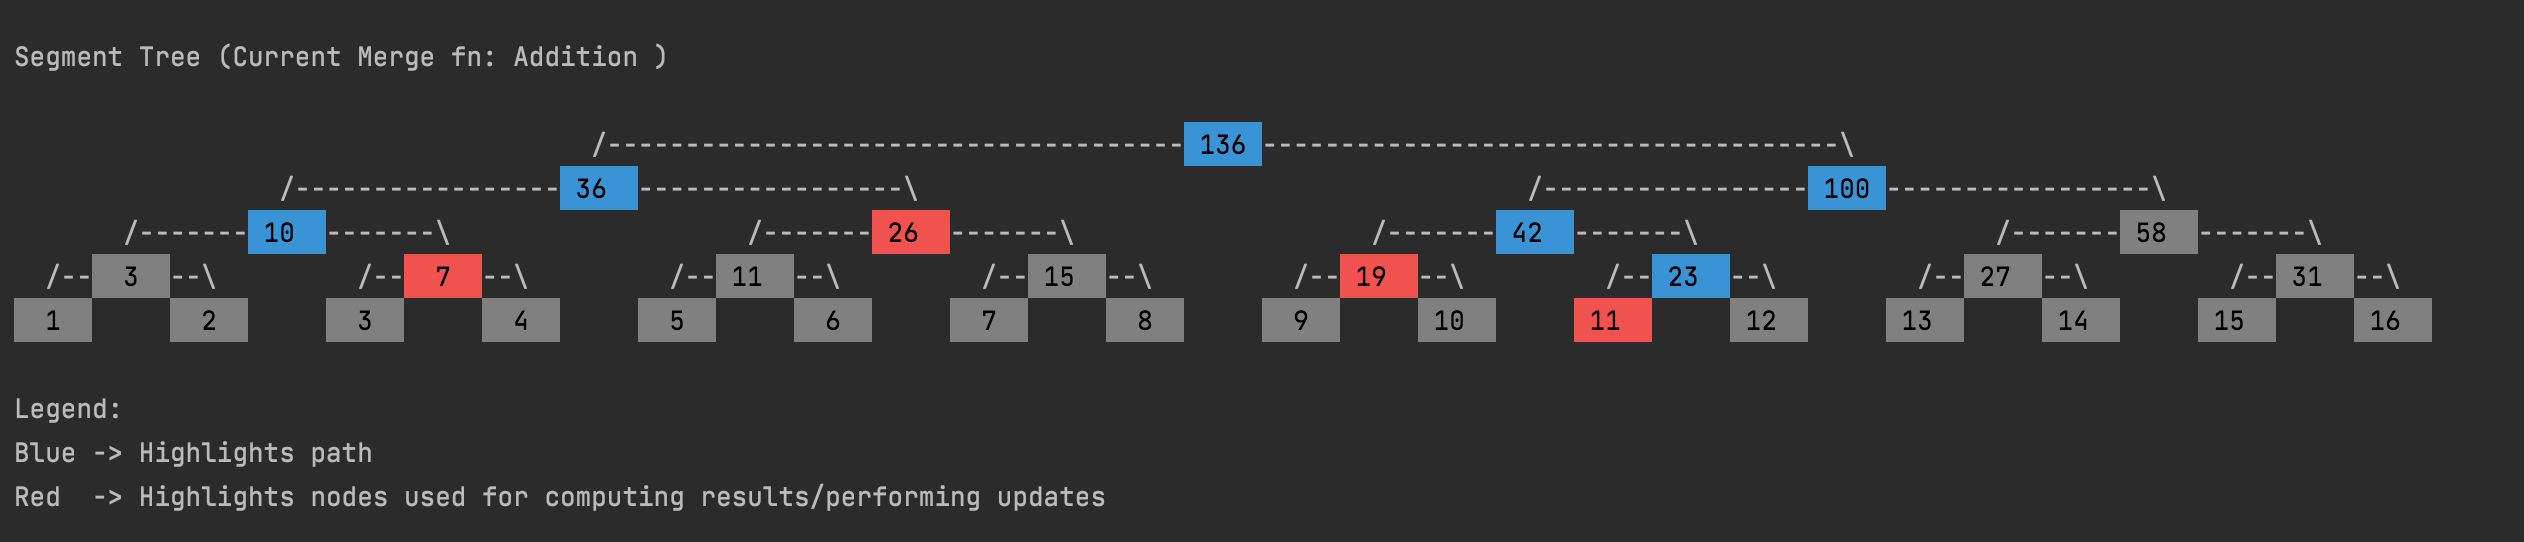 Segment Tree (Current Merge fn: Addition )
/-------------------------------------136-------------------------------------\
/-----------------36-----------------\ /-----------------100-----------------\
/-------10-------\ /-------26-------\ /-------42-------\ /-------58-------\
/--3--\ /--7--\ /--11--\ /--15--\ /--19--\ /--23--\ /--27--\ /--31--\
1 2 3 4 5 6 7 8 9 10 11 12 13 14 15 16
Legend:
Blue -> Highlights path
Red  -> Highlights nodes used for computing results/performing updates